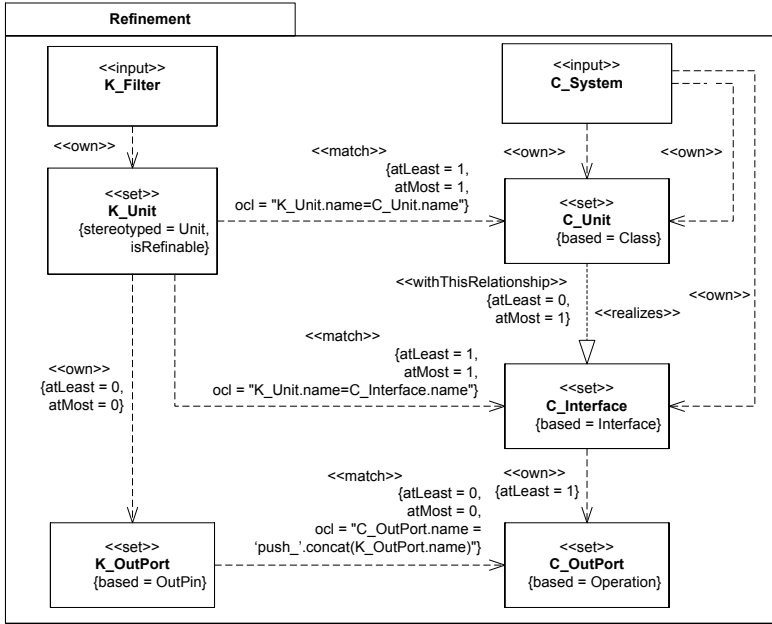 Refinement
<<input>>
K_Filter
<<input>>
C_System
<<own>>
<<match>>
{atLeast = 1,
atMost = 1,
ocl = "K_Unit.name=C_Unit.name"}
<<own>>
<<own>>
<<set>>
K_Unit
{stereotyped = Unit,
isRefinable}
<<set>>
C_Unit
{based = Class}
<<withThisRelationship>>
{atLeast = 0,
atMost = 1}
<<realizes>>
<<own>>
<<match>>
{atLeast = 1,
atMost = 1,
ocl = "K_Unit.name=C_Interface.name"}
<<own>>
{atLeast = 0,
atMost = 0}
<<set>>
C_Interface
{based = Interface}
<<match>>
{atLeast = 0,
atMost = 0,
ocl = "C_OutPort.name =
‘push_’.concat(K_OutPort.name)"}
<<own>>
{atLeast = 1}
<<set>>
K_OutPort
{based = OutPin}
<<set>>
C_OutPort
{based = Operation}